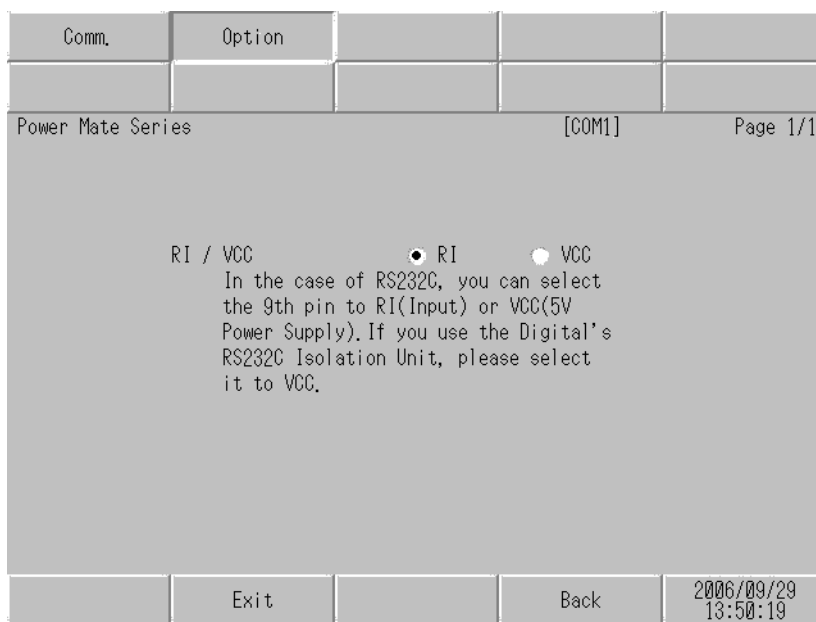 Comm. Option
Power Mate Series [COM1] Page 1/1
RI / VCC RI VCC
In the case of RS232C, you can select
the 9th pin to RI(Input) or VCC(5V
Power Supply).If you use the Digital's
RS232C Isolation Unit, please select
it to VCC.
Exit Back 2006/09/29
13:50:19